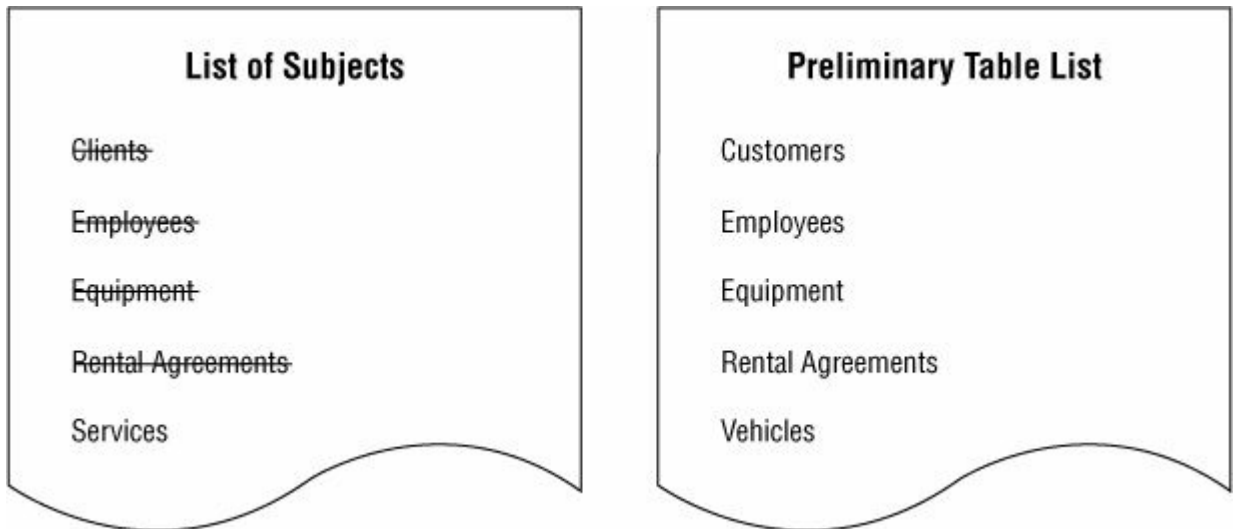 List of Subjects
Clients
Employees
Equipment
Rental Agreements
Services
Preliminary Table List
Customers
Employees
Equipment
Rental Agreements
Vehicles